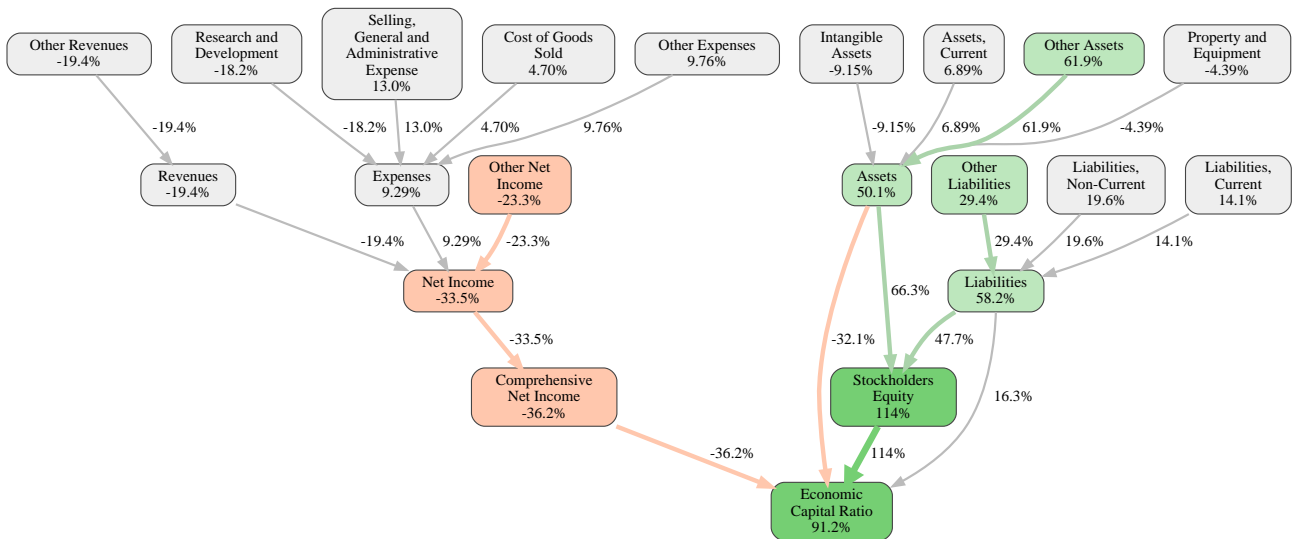 Other Revenues
-19.4%
Research and
Development
-18.2%
Selling,
General and
Administrative
Expense
13.0%
Cost of Goods
Sold
4.70%
Other Expenses
9.76%
Intangible
Assets
-9.15%
Assets,
Current
6.89%
Other Assets
61.9%
Property and
Equipment
-4.39%
-19.4%
-18.2%
13.0%
4.70%
9.76%
-9.15%
6.89%
61.9%
-4.39%
Revenues
-19.4%
Expenses
9.29%
Other Net
Income
-23.3%
Assets
50.1%
Other
Liabilities
29.4%
Liabilities,
Non-Current
19.6%
Liabilities,
Current
14.1%
-19.4%
9.29%
-23.3%
29.4%
19.6%
14.1%
Net Income
-33.5%
66.3%
Liabilities
58.2%
-33.5%
-32.1%
47.7%
Comprehensive
Net Income
-36.2%
Stockholders
Equity
114%
16.3%
-36.2%
114%
Economic
Capital Ratio
91.2%